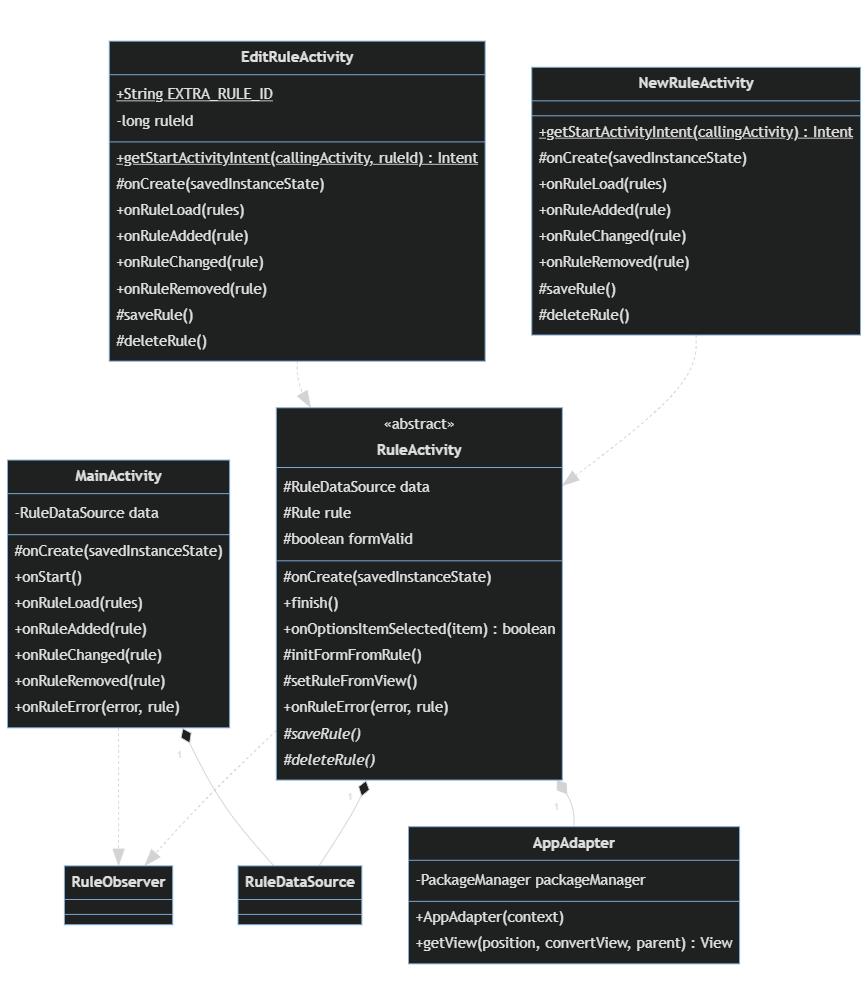 EditRuleActivity
+String EXTRA_RULE_ID
-long ruleId
+getStartActivityIntent(callingActivity, ruleId) : Intent
#onCreate(savedInstanceState)
+onRuleLoad(rules)
+onRuleAdded(rule)
+onRuleChanged(rule)
+onRuleRemoved(rule)
#saveRule()
#deleteRule()
NewRuleActivity
+getStartActivityIntent(callingActivity) : Intent
#onCreate(savedInstanceState)
+onRuleLoad(rules)
+onRuleAdded(rule)
+onRuleChanged(rule)
+onRuleRemoved(rule)
#saveRule()
#deleteRule()
MainActivity
-RuleDataSource data
#onCreate(savedInstanceState)
+onStart()
+onRuleLoad(rules)
+onRuleAdded(rule)
+onRuleChanged(rule)
+onRuleRemoved(rule)
+onRuleError(error, rule)
«abstract»
RuleActivity
#RuleDataSource data
#Rule rule
#boolean formValid
#onCreate(savedInstanceState)
+finish()
+onOptionsItemSelected(item) : boolean
#initFormFromRule()
#setRuleFromView()
+onRuleError(error, rule)
#saveRule()
#deleteRule()
1
1
1
RuleObserver
RuleDataSource
AppAdapter
-PackageManager packageManager
+AppAdapter(context)
+getView(position, convertView, parent) : View